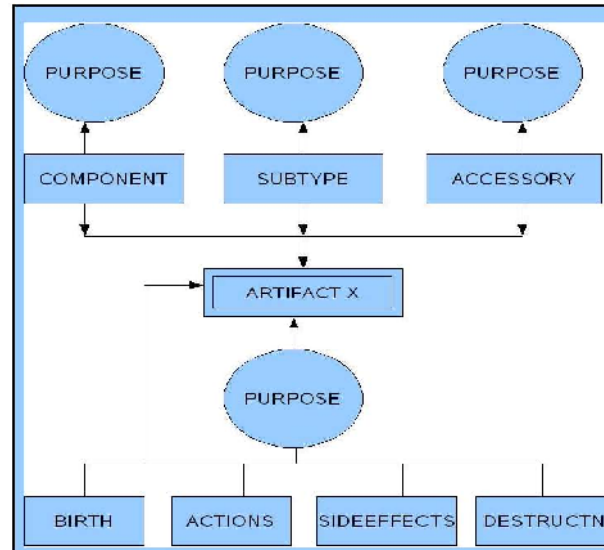 PURPOSE PURPOSE PURPOSE
COMPONENT SUBTYPE ACCESSORY
ARTIFACT X
PURPOSE
BIRTH ACTIONS SIDEEFFECTS DESTRUCTN